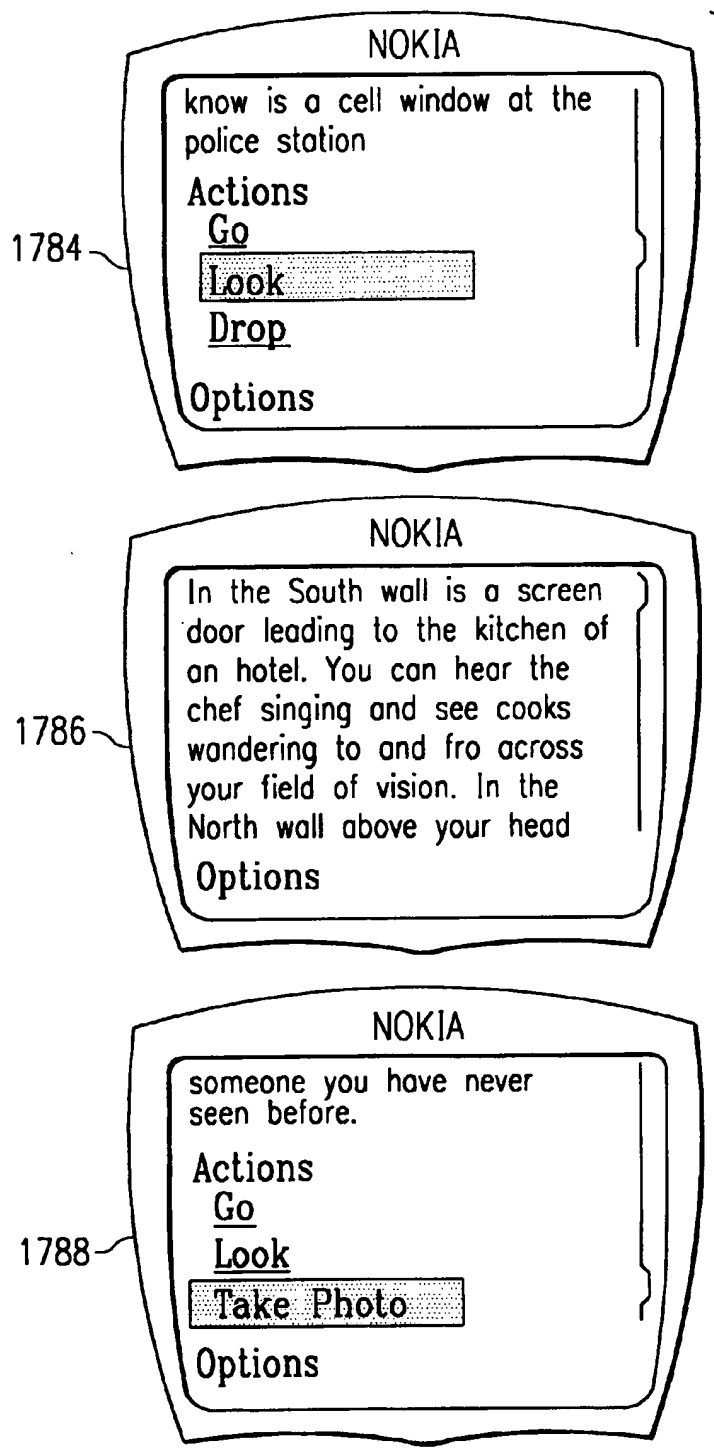 NOKIA
know is a cell window at the
police station
Actions
Go
1784
Look
Drop
Options
NOKIA
In the South wall is a screen
door leading to the kitchen of
an hotel. You can hear the
chef singing and see cooks
1786
wandering to and fro across
your field of vision. In the
North wall above your head
Options
NOKIA
someone you have never
seen before.
Actions
Go
1788
Look
Take Photo
Options